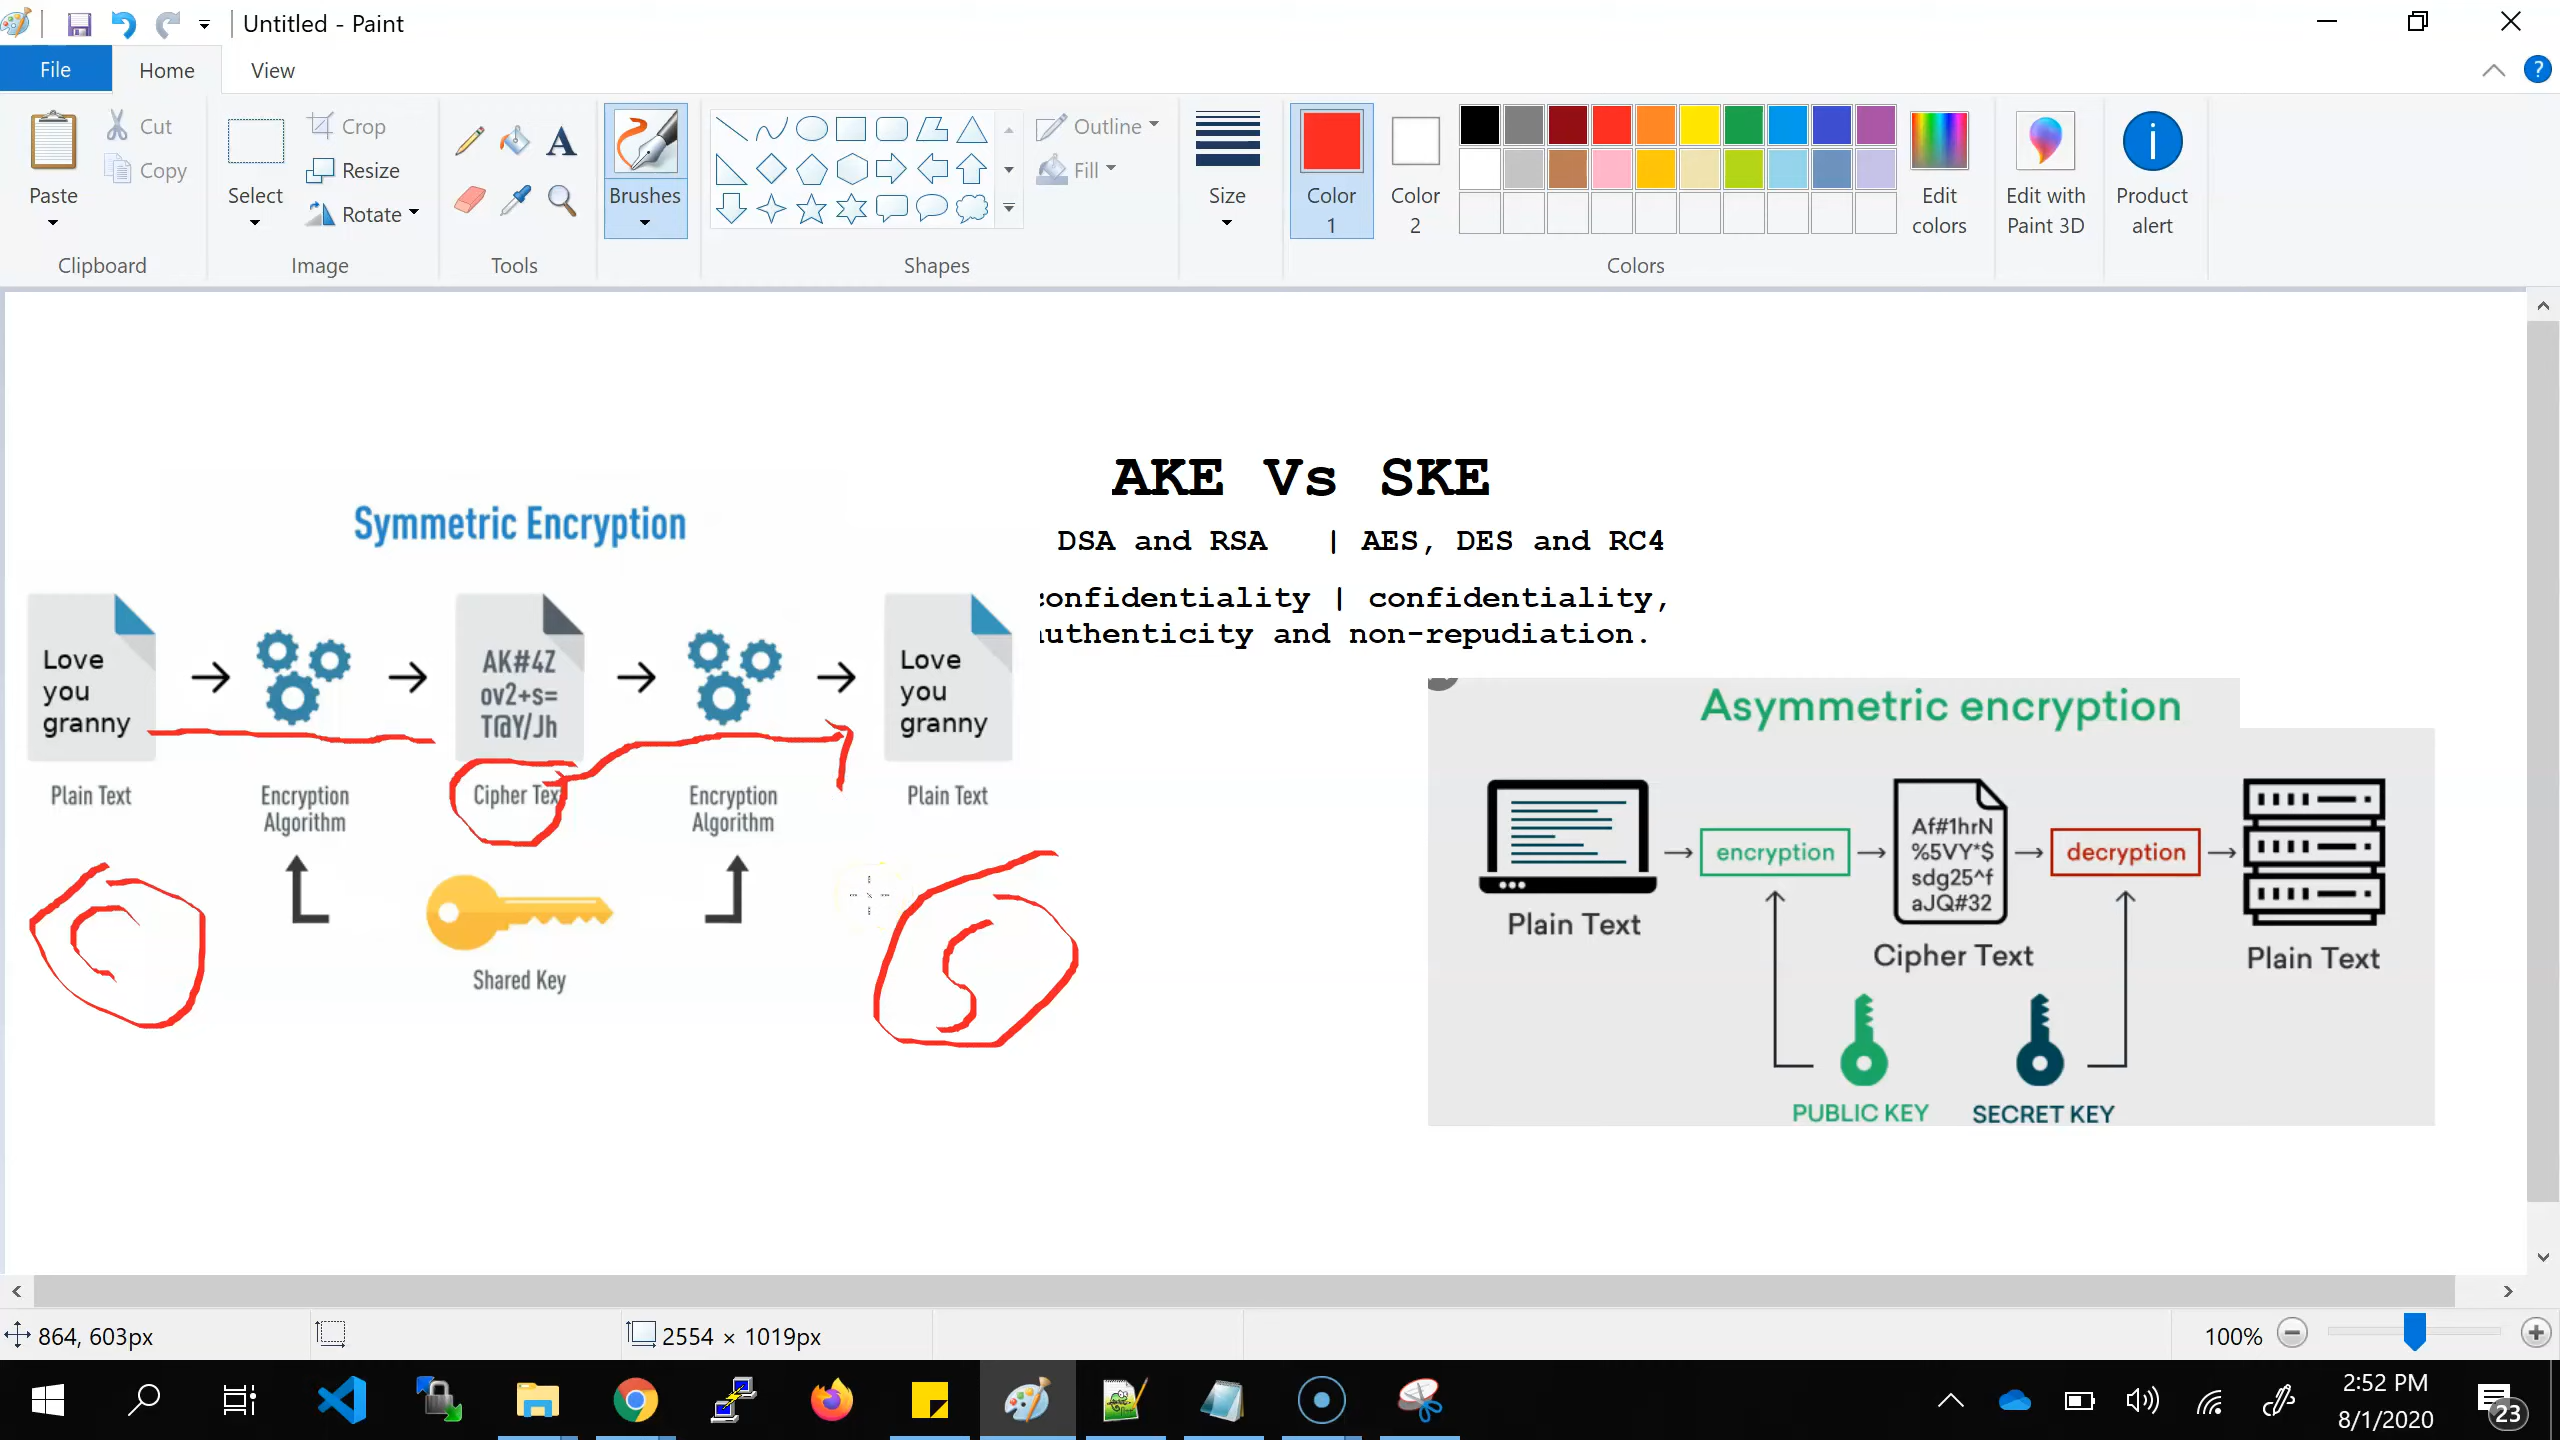 Untitled - Paint
File
Home
View
Paste
Cut
Copy
Clipboard
Select
Crop
Resize
Rotate
Image
Tools
Brushes
Shapes
Outline
Fill
Size
Color 1
Color 2
Colors
Edit colors
Edit with Paint 3D
Product alert
AKE Vs SKE
DSA and RSA | AES, DES and RC4
confidentiality | confidentiality,
authenticity and non-repudiation.
Symmetric Encryption
Love you granny
AK#4Z
ov2+s=
T@Y/Jh
Love you granny
Plain Text
Encryption Algorithm
Cipher Text
Encryption Algorithm
Plain Text
Shared Key
C
S
Asymmetric encryption
encryption
Af#1hrN
%5VY*$
sdg25^f
aJQ#32
decryption
Plain Text
Cipher Text
Plain Text
PUBLIC KEY
SECRET KEY
864, 603px
2554 × 1019px
100%
2:52 PM
8/1/2020
23